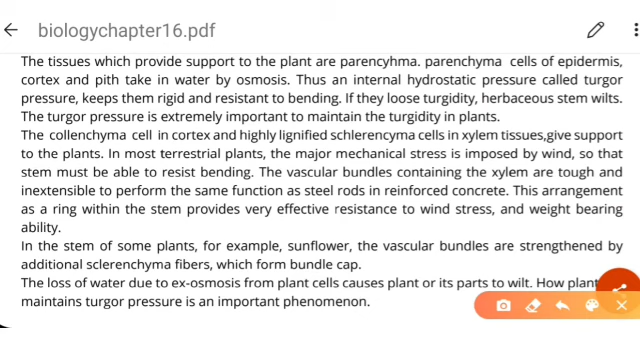 biologychapter16.pdf
The tissues which provide support to the plant are parencyhma. parenchyma cells of epidermis,
cortex and pith take in water by osmosis. Thus an internal hydrostatic pressure called turgor
pressure, keeps them rigid and resistant to bending. If they loose turgidity, herbaceous stem wilts.
The turgor pressure is extremely important to maintain the turgidity in plants.
The collenchyma cell in cortex and highly lignified schlerencyma cells in xylem tissues,give support
to the plants. In most terrestrial plants, the major mechanical stress is imposed by wind, so that
stem must be able to resist bending. The vascular bundles containing the xylem are tough and
inextensible to perform the same function as steel rods in reinforced concrete. This arrangement
as a ring within the stem provides very effective resistance to wind stress, and weight bearing
ability.
In the stem of some plants, for example, sunflower, the vascular bundles are strengthened by
additional sclerenchyma fibers, which form bundle cap.
The loss of water due to ex-osmosis from plant cells causes plant or its parts to wilt. How plant
maintains turgor pressure is an important phenomenon.